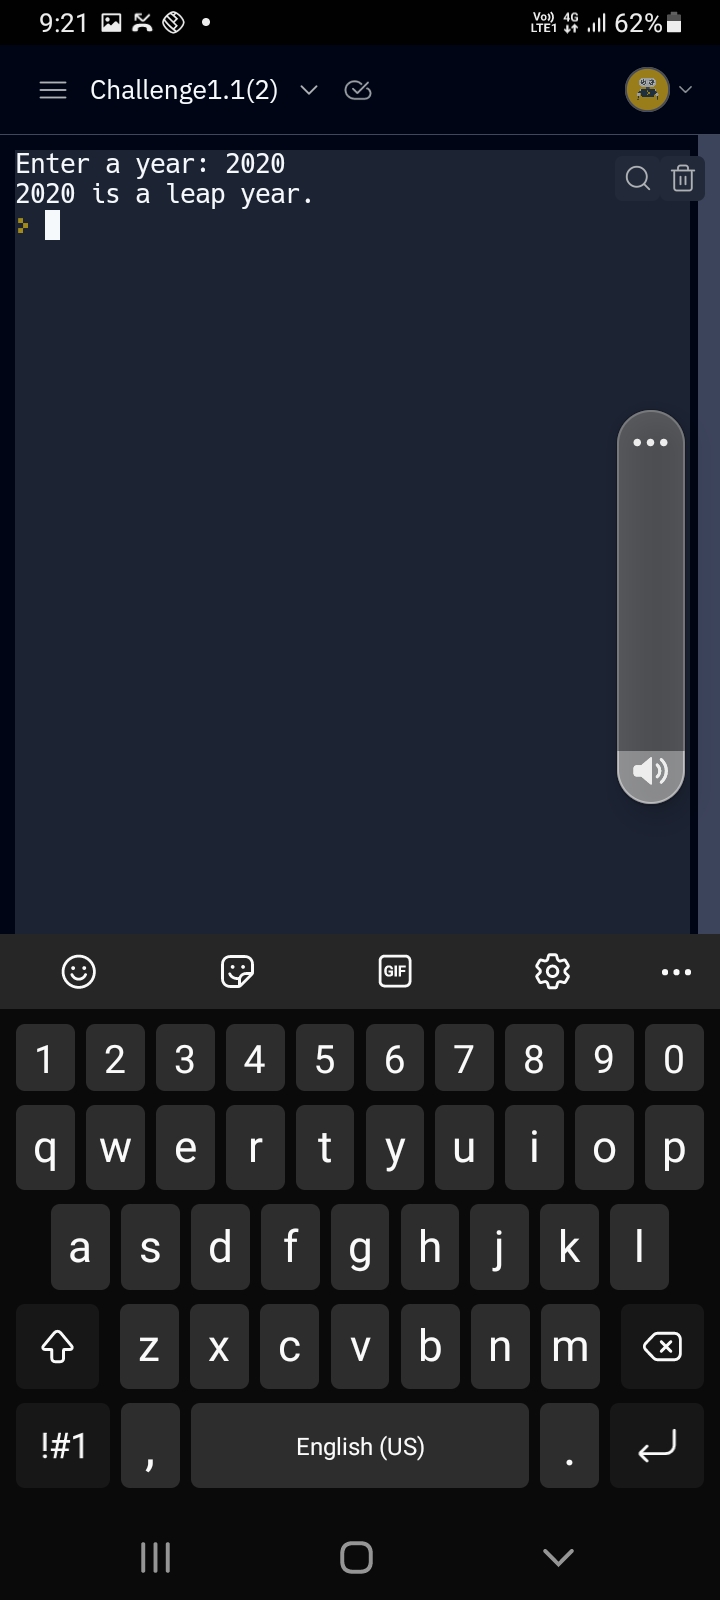 9:21
Vo)) LTE1 4G 62%
Challenge1.1(2)
Enter a year: 2020
2020 is a leap year.
GIF
1 2 3 4 5 6 7 8 9 0
q w e r t y u i o p
a s d f g h j k l
z x c v b n m
!#1 , English (US) .